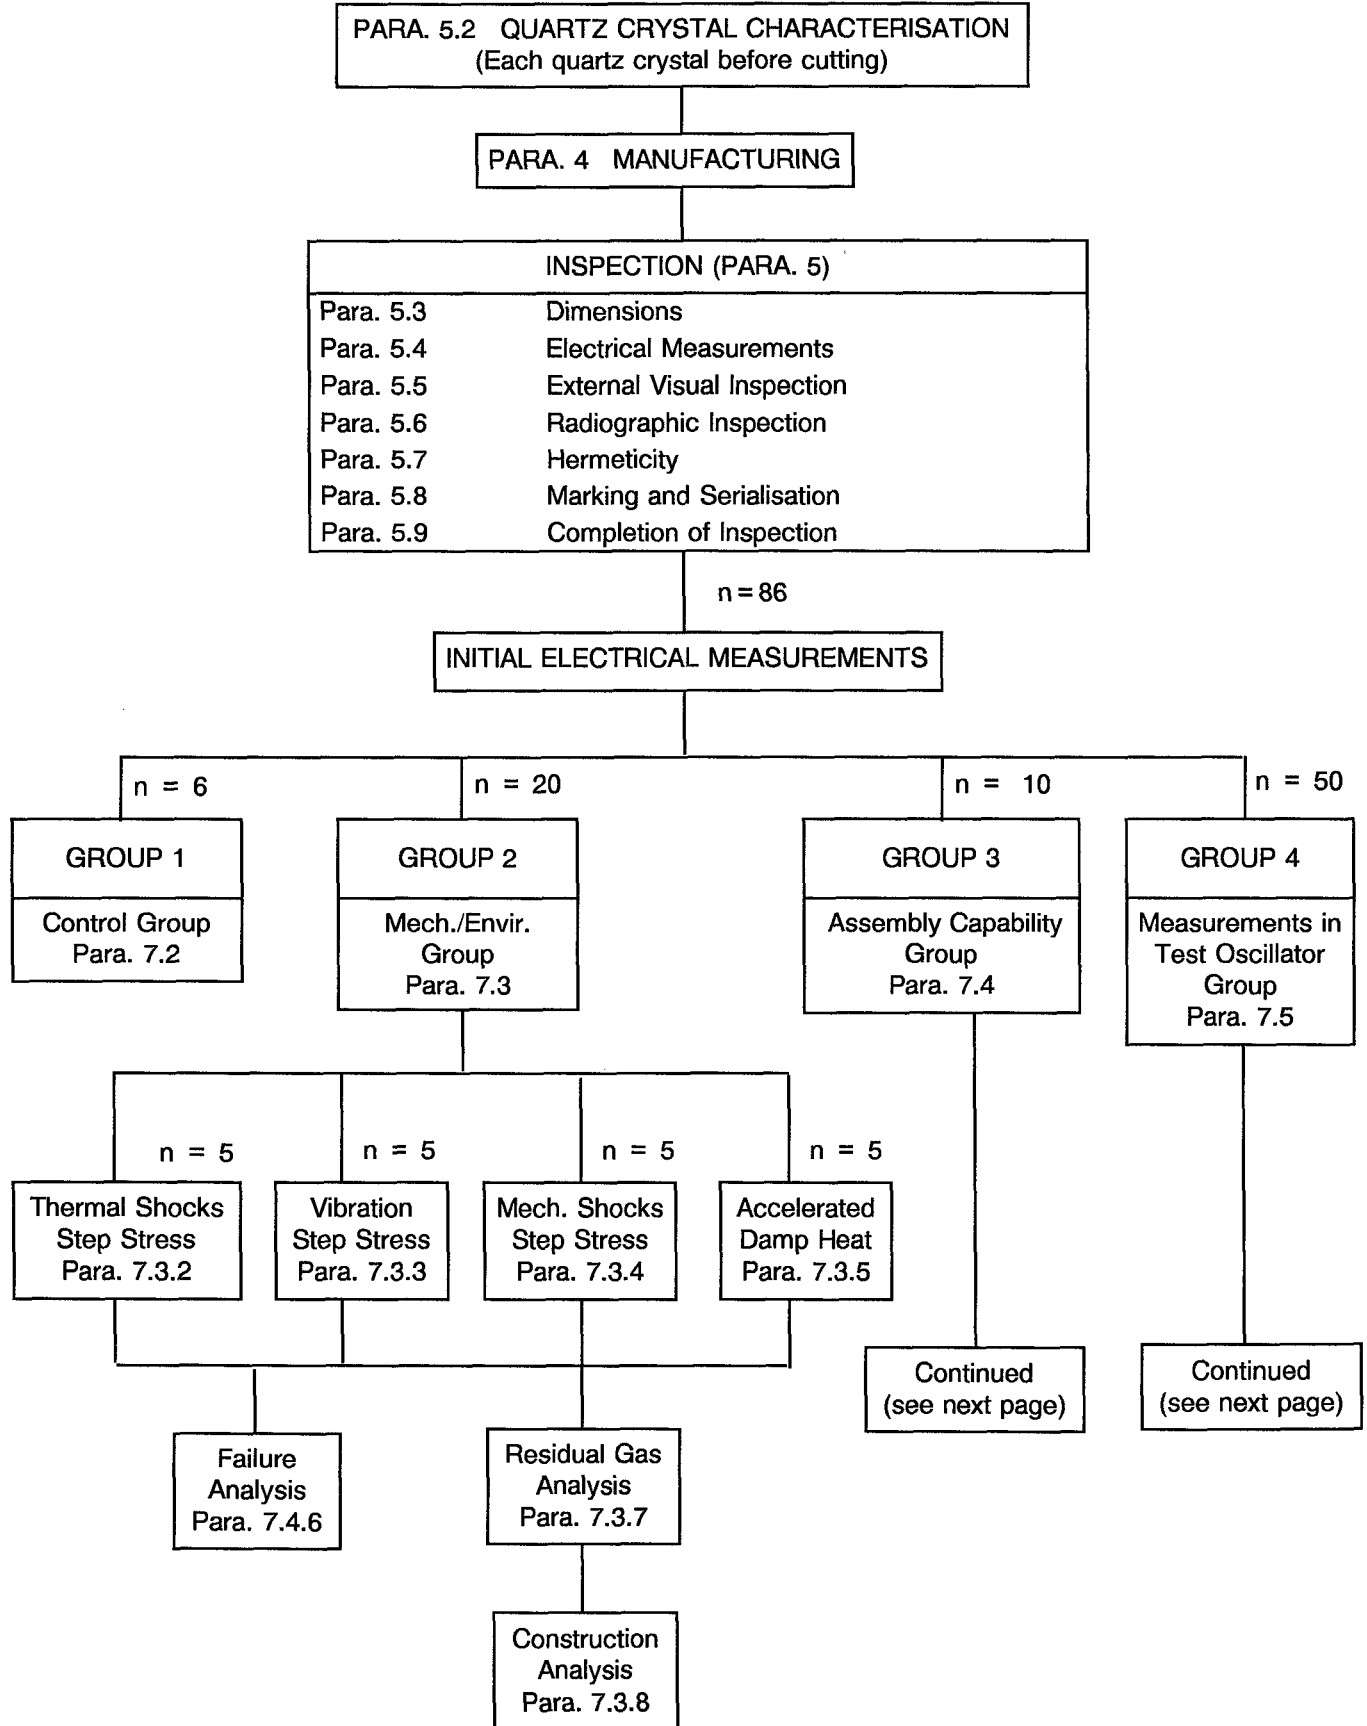 PARA. 5.2 QUARTZ CRYSTAL CHARACTERISATION
(Each quartz crystal before cutting)
PARA. 4 MANUFACTURING
INSPECTION (PARA. 5)
Para. 5.3 Dimensions
Para. 5.4 Electrical Measurements
Para. 5.5 External Visual Inspection
Para. 5.6 Radiographic Inspection
Para. 5.7 Hermeticity
Para. 5.8 Marking and Serialisation
Para. 5.9 Completion of Inspection
n=86
INITIAL ELECTRICAL MEASUREMENTS
n = 6
n = 20
n = 10
n = 50
GROUP 1
Control Group
Para. 7.2
GROUP 2
Mech./Envir.
Group
Para. 7.3
GROUP 3
Assembly Capability
Group
Para. 7.4
GROUP 4
Measurements in
Test Oscillator
Group
Para. 7.5
n = 5
n = 5
n = 5
n = 5
Thermal Shocks
Step Stress
Para. 7.3.2
Vibration
Step Stress
Para. 7.3.3
Mech. Shocks
Step Stress
Para. 7.3.4
Accelerated
Damp Heat
Para. 7.3.5
Continued
(see next page)
Continued
(see next page)
Failure
Analysis
Para. 7.4.6
Residual Gas
Analysis
Para. 7.3.7
Construction
Analysis
Para. 7.3.8